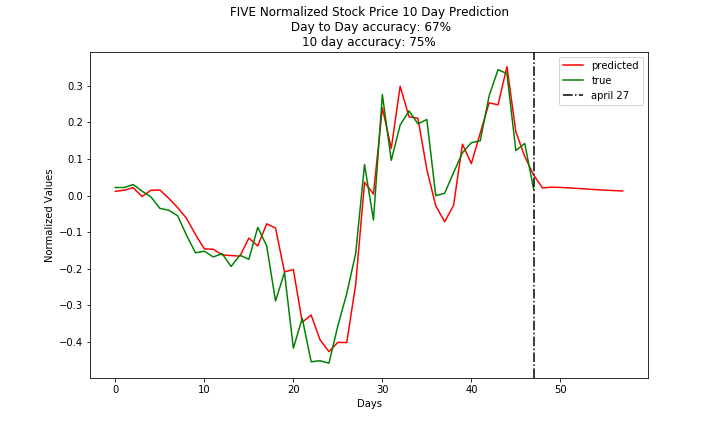 FIVE Normalized Stock Price 10 Day Prediction
Day to Day accuracy: 67%
10 day accuracy: 75%
predicted
true
april 27
0.3
0.2
0.1
0.0
−0.1
−0.2
−0.3
−0.4
Normalized Values
0 10 20 30 40 50
Days